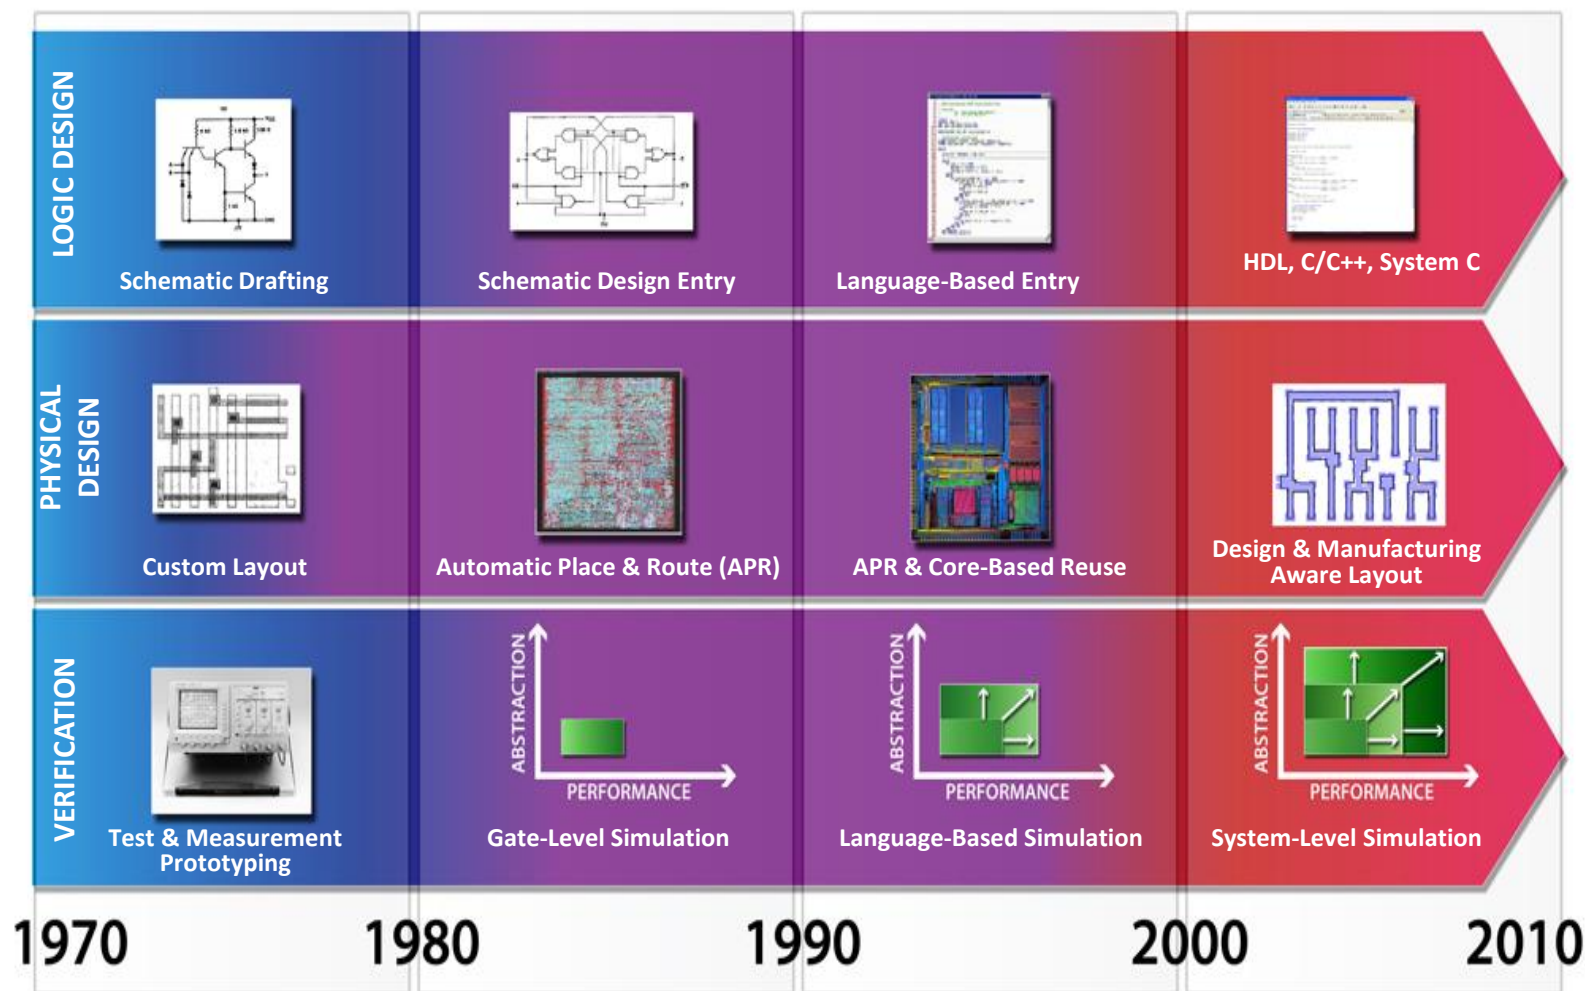 LOGIC DESIGN
Schematic Drafting
Schematic Design Entry
Language-Based Entry
HDL, C/C++, System C
PHYSICAL
DESIGN
Custom Layout
Automatic Place & Route (APR)
APR & Core-Based Reuse
Design & Manufacturing
Aware Layout
VERIFICATION
Test & Measurement
Prototyping
ABSTRACTION
PERFORMANCE
Gate-Level Simulation
ABSTRACTION
PERFORMANCE
Language-Based Simulation
ABSTRACTION
PERFORMANCE
System-Level Simulation
1970
1980
1990
2000
2010